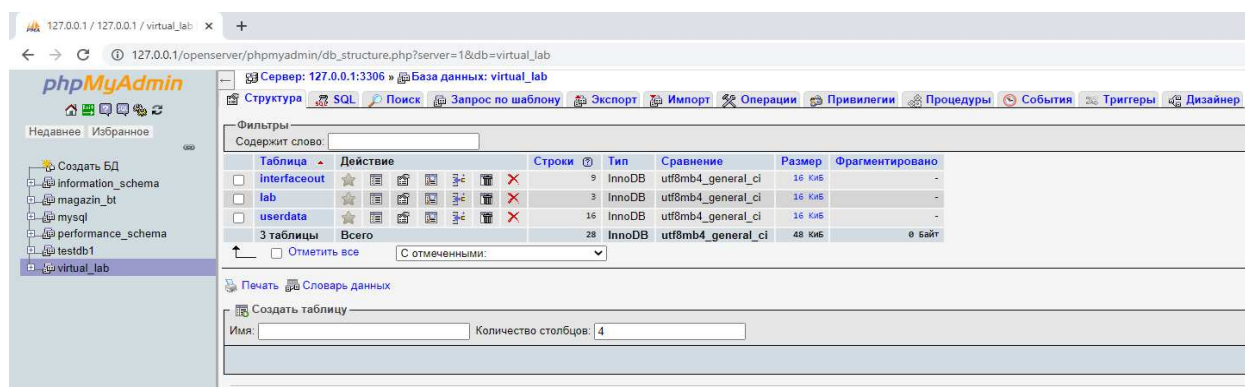 127.0.0.1 / 127.0.0.1 / virtual_lab
127.0.0.1/openserver/phpmyadmin/db_structure.php?server=1&db=virtual_lab
phpMyAdmin
Недавнее Избранное
Создать БД
information_schema
magazin_bt
mysql
performance_schema
testdb1
virtual_lab
Сервер: 127.0.0.1:3306 » База данных: virtual_lab
Структура SQL Поиск Запрос по шаблону Экспорт Импорт Операции Привилегии Процедуры События Триггеры Дизайнер
Фильтры
Содержит слово:
Таблица Действие Строки Тип Сравнение Размер Фрагментировано
interfaceout 9 InnoDB utf8mb4_general_ci 16 КиБ -
lab 3 InnoDB utf8mb4_general_ci 16 КиБ -
userdata 16 InnoDB utf8mb4_general_ci 16 КиБ -
3 таблицы Всего 28 InnoDB utf8mb4_general_ci 48 КиБ 0 Байт
Отметить все С отмеченными:
Печать Словарь данных
Создать таблицу
Имя: Количество столбцов: 4